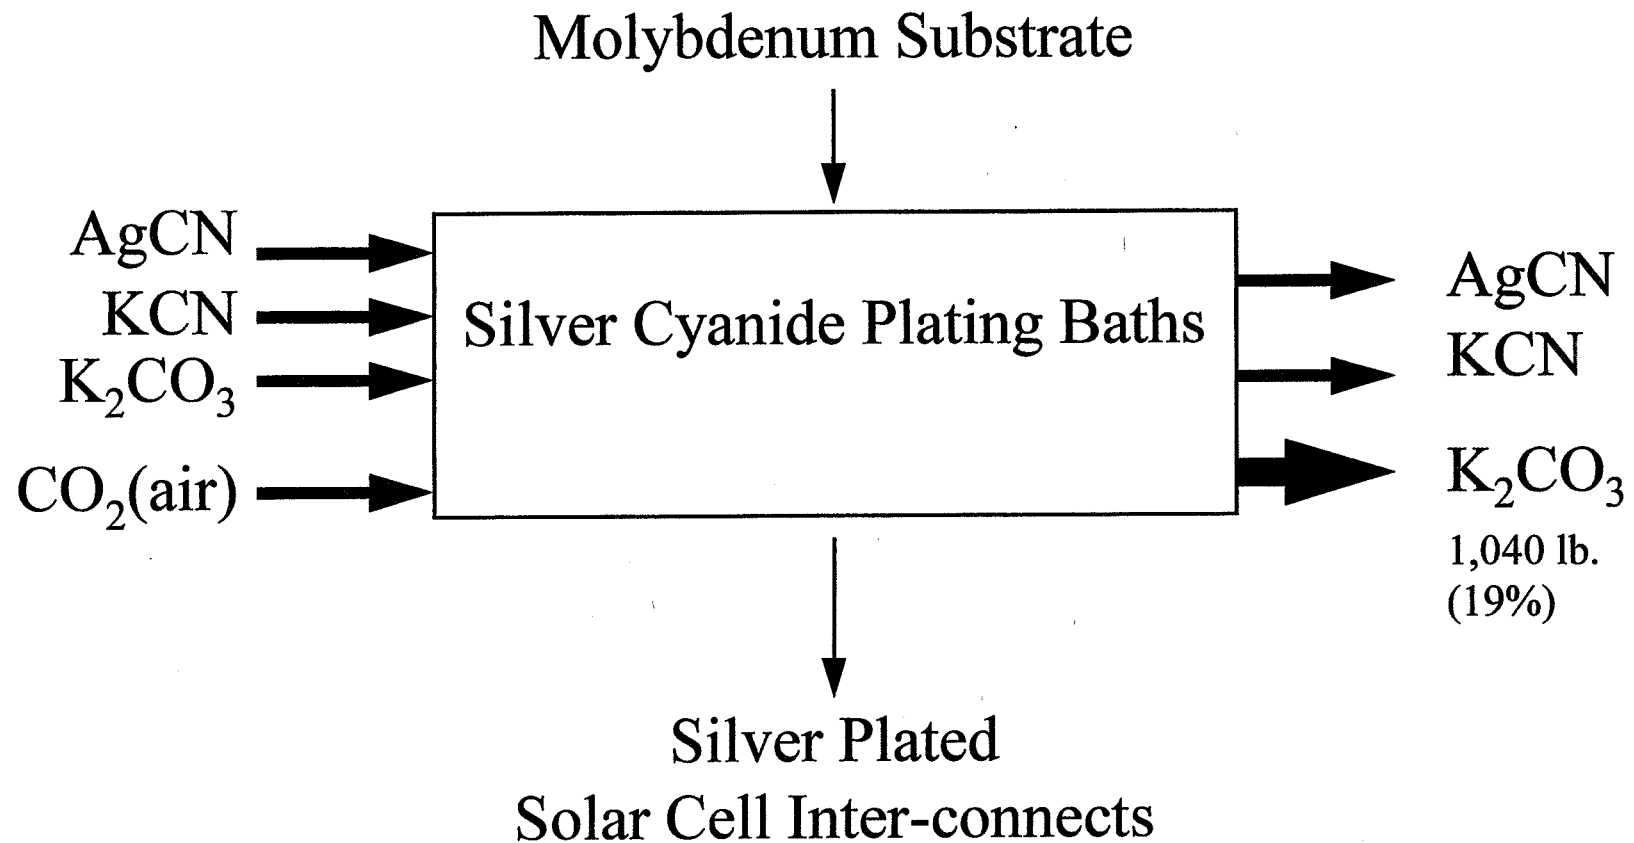 Molybdenum Substrate
AgCN
KCN
K₂CO₃
CO₂(air)
Silver Cyanide Plating Baths
AgCN
KCN
K₂CO₃
1,040 lb.
(19%)
Silver Plated
Solar Cell Inter-connects